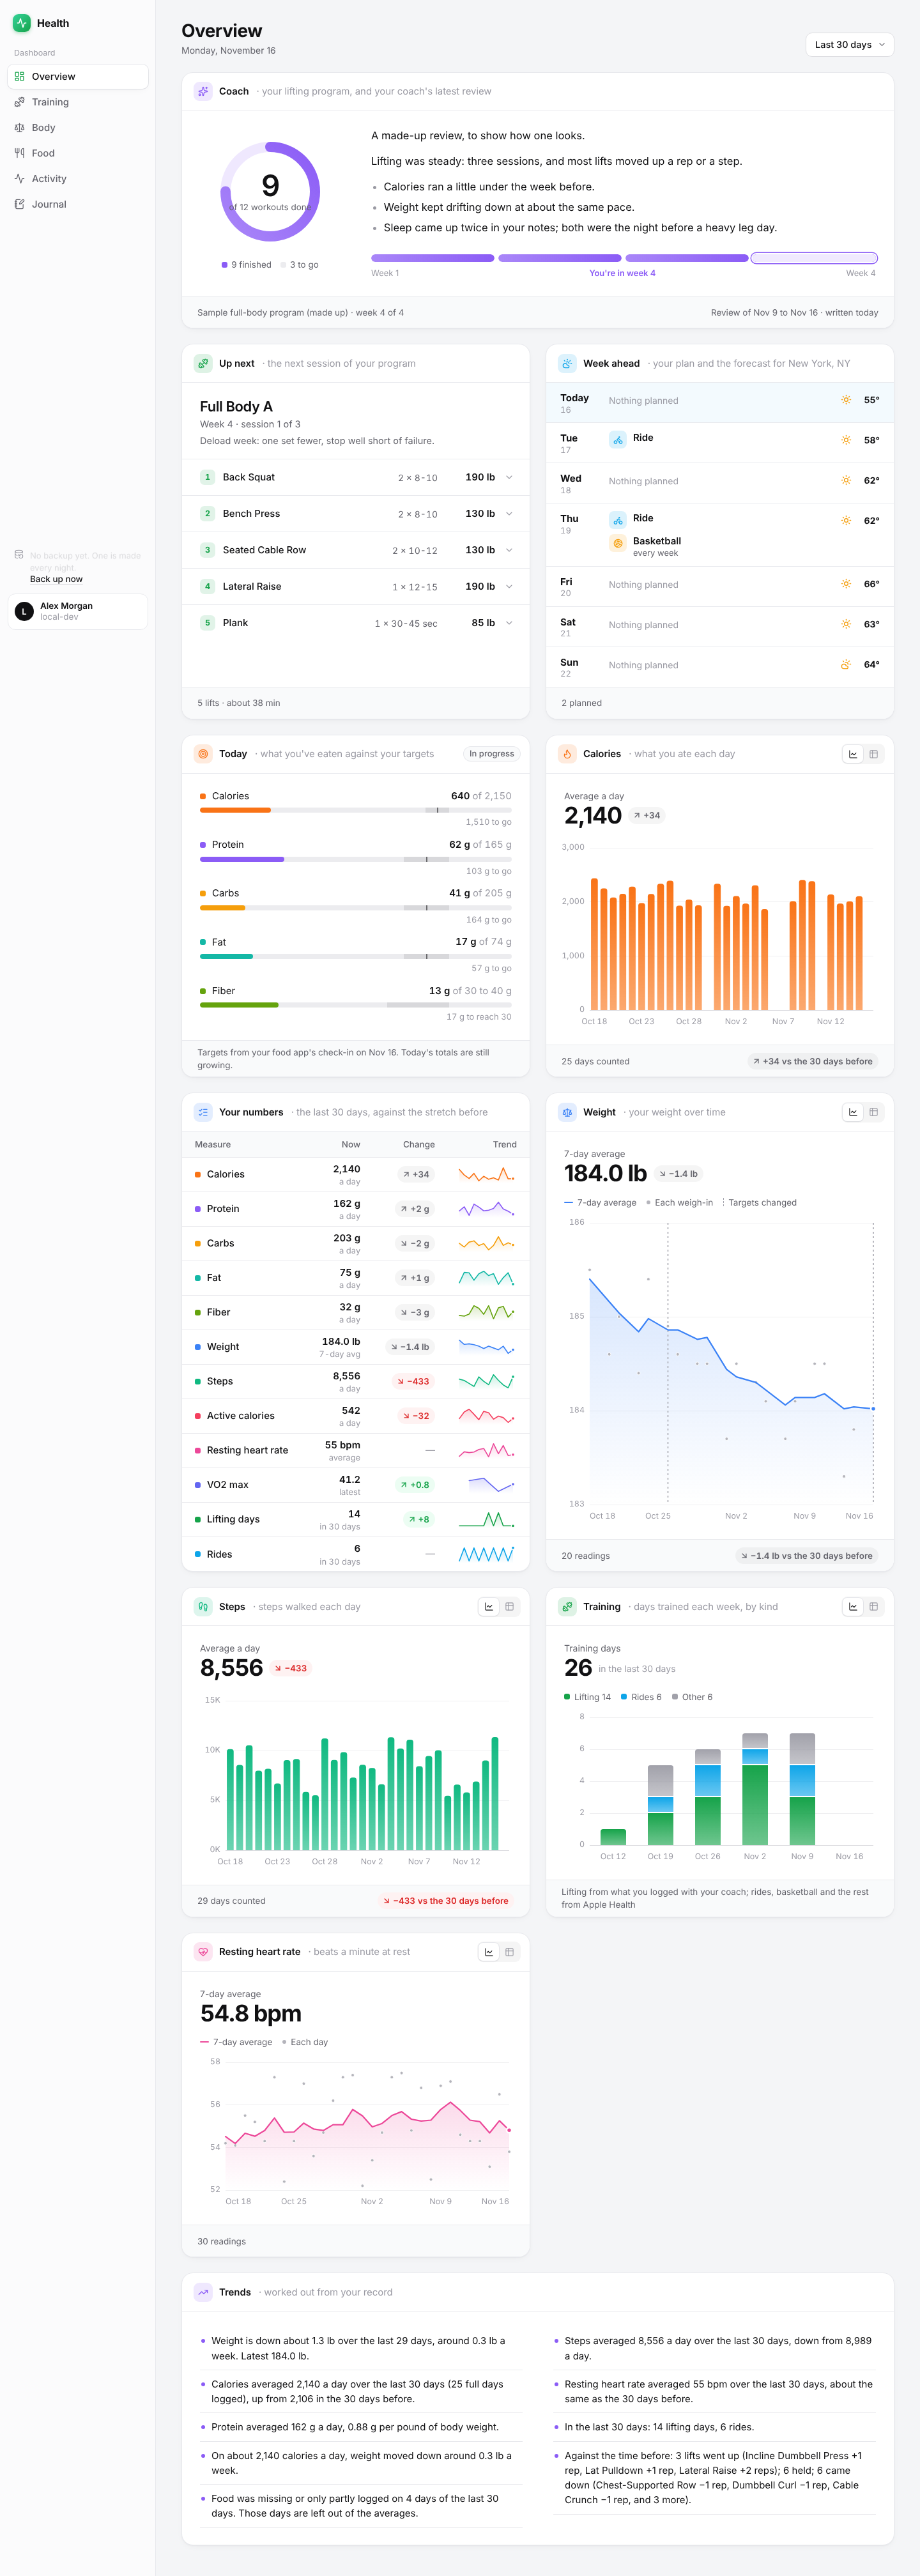 Health
Dashboard
Overview
Training
Body
Food
Activity
Journal
No backup yet. One is made
every night.
Back up now
L
Alex Morgan
local-dev
Overview
Monday, November 16
Last 30 days
Coach · your lifting program, and your coach's latest review
9
of 12 workouts done
9 finished 3 to go
A made-up review, to show how one looks.
Lifting was steady: three sessions, and most lifts moved up a rep or a step.
• Calories ran a little under the week before.
• Weight kept drifting down at about the same pace.
• Sleep came up twice in your notes; both were the night before a heavy leg day.
Week 1 You're in week 4 Week 4
Sample full-body program (made up) · week 4 of 4 Review of Nov 9 to Nov 16 · written today
Up next · the next session of your program
Full Body A
Week 4 · session 1 of 3
Deload week: one set fewer, stop well short of failure.
1 Back Squat 2 × 8-10 190 lb
2 Bench Press 2 × 8-10 130 lb
3 Seated Cable Row 2 × 10-12 130 lb
4 Lateral Raise 1 × 12-15 190 lb
5 Plank 1 × 30-45 sec 85 lb
5 lifts · about 38 min
Week ahead · your plan and the forecast for New York, NY
Today Nothing planned 55°
16
Tue Ride 58°
17
Wed Nothing planned 62°
18
Thu Ride 62°
19
Basketball
every week
Fri Nothing planned 66°
20
Sat Nothing planned 63°
21
Sun Nothing planned 64°
22
2 planned
Today · what you've eaten against your targets In progress
Calories 640 of 2,150
1,510 to go
Protein 62 g of 165 g
103 g to go
Carbs 41 g of 205 g
164 g to go
Fat 17 g of 74 g
57 g to go
Fiber 13 g of 30 to 40 g
17 g to reach 30
Targets from your food app's check-in on Nov 16. Today's totals are still
growing.
Calories · what you ate each day
Average a day
2,140 +34
3,000
2,000
1,000
0
Oct 18 Oct 23 Oct 28 Nov 2 Nov 7 Nov 12
25 days counted +34 vs the 30 days before
Your numbers · the last 30 days, against the stretch before
Measure Now Change Trend
Calories 2,140 +34
a day
Protein 162 g +2 g
a day
Carbs 203 g −2 g
a day
Fat 75 g +1 g
a day
Fiber 32 g −3 g
a day
Weight 184.0 lb −1.4 lb
7-day avg
Steps 8,556 −433
a day
Active calories 542 −32
a day
Resting heart rate 55 bpm —
average
VO2 max 41.2 +0.8
latest
Lifting days 14 +8
in 30 days
Rides 6 —
in 30 days
Weight · your weight over time
7-day average
184.0 lb −1.4 lb
7-day average Each weigh-in Targets changed
186
185
184
183
Oct 18 Oct 25 Nov 2 Nov 9 Nov 16
20 readings −1.4 lb vs the 30 days before
Steps · steps walked each day
Average a day
8,556 −433
15K
10K
5K
0K
Oct 18 Oct 23 Oct 28 Nov 2 Nov 7 Nov 12
29 days counted −433 vs the 30 days before
Training · days trained each week, by kind
Training days
26 in the last 30 days
Lifting 14 Rides 6 Other 6
8
6
4
2
0
Oct 12 Oct 19 Oct 26 Nov 2 Nov 9 Nov 16
Lifting from what you logged with your coach; rides, basketball and the rest
from Apple Health
Resting heart rate · beats a minute at rest
7-day average
54.8 bpm
7-day average Each day
58
56
54
52
Oct 18 Oct 25 Nov 2 Nov 9 Nov 16
30 readings
Trends · worked out from your record
• Weight is down about 1.3 lb over the last 29 days, around 0.3 lb a
week. Latest 184.0 lb.
• Calories averaged 2,140 a day over the last 30 days (25 full days
logged), up from 2,106 in the 30 days before.
• Protein averaged 162 g a day, 0.88 g per pound of body weight.
• On about 2,140 calories a day, weight moved down around 0.3 lb a
week.
• Food was missing or only partly logged on 4 days of the last 30
days. Those days are left out of the averages.
• Steps averaged 8,556 a day over the last 30 days, down from 8,989
a day.
• Resting heart rate averaged 55 bpm over the last 30 days, about the
same as the 30 days before.
• In the last 30 days: 14 lifting days, 6 rides.
• Against the time before: 3 lifts went up (Incline Dumbbell Press +1
rep, Lat Pulldown +1 rep, Lateral Raise +2 reps); 6 held; 6 came
down (Chest-Supported Row −1 rep, Dumbbell Curl −1 rep, Cable
Crunch −1 rep, and 3 more).